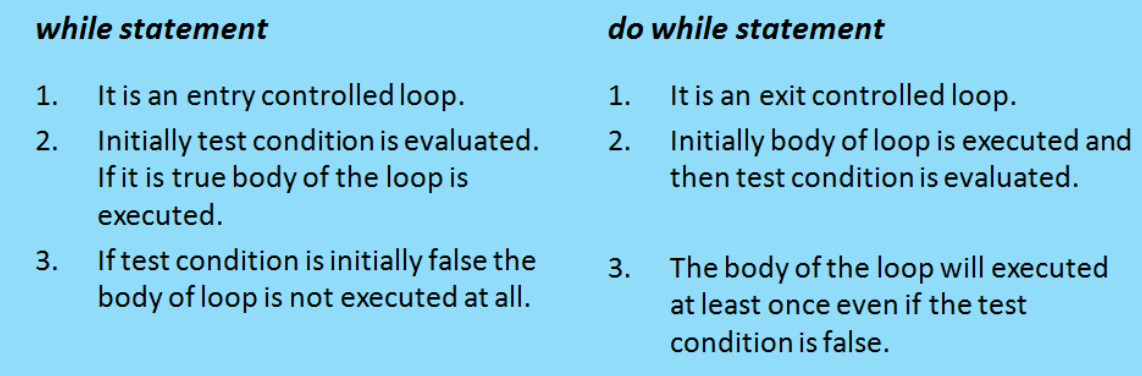 while statement
1. It is an entry controlled loop.
2. Initially test condition is evaluated.
If it is true body of the loop is
executed.
3. If test condition is initially false the
body of loop is not executed at all.
do while statement
1. It is an exit controlled loop.
2. Initially body of loop is executed and
then test condition is evaluated.
3. The body of the loop will executed
at least once even if the test
condition is false.